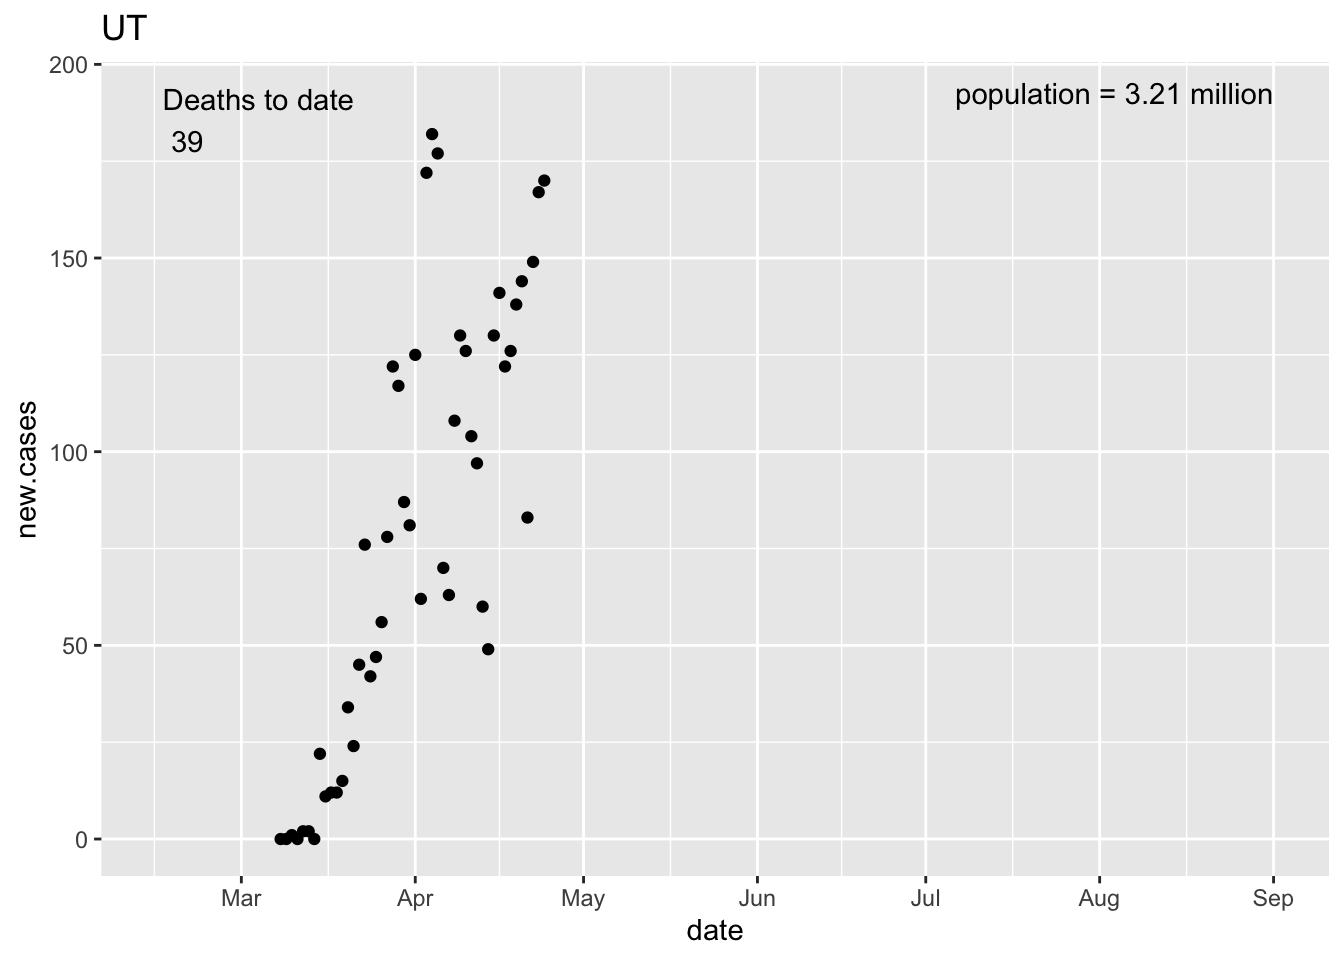 UT
200
Deaths to date
39
population = 3.21 million
150
100
50
0
new.cases
Mar Apr May Jun Jul Aug Sep
date